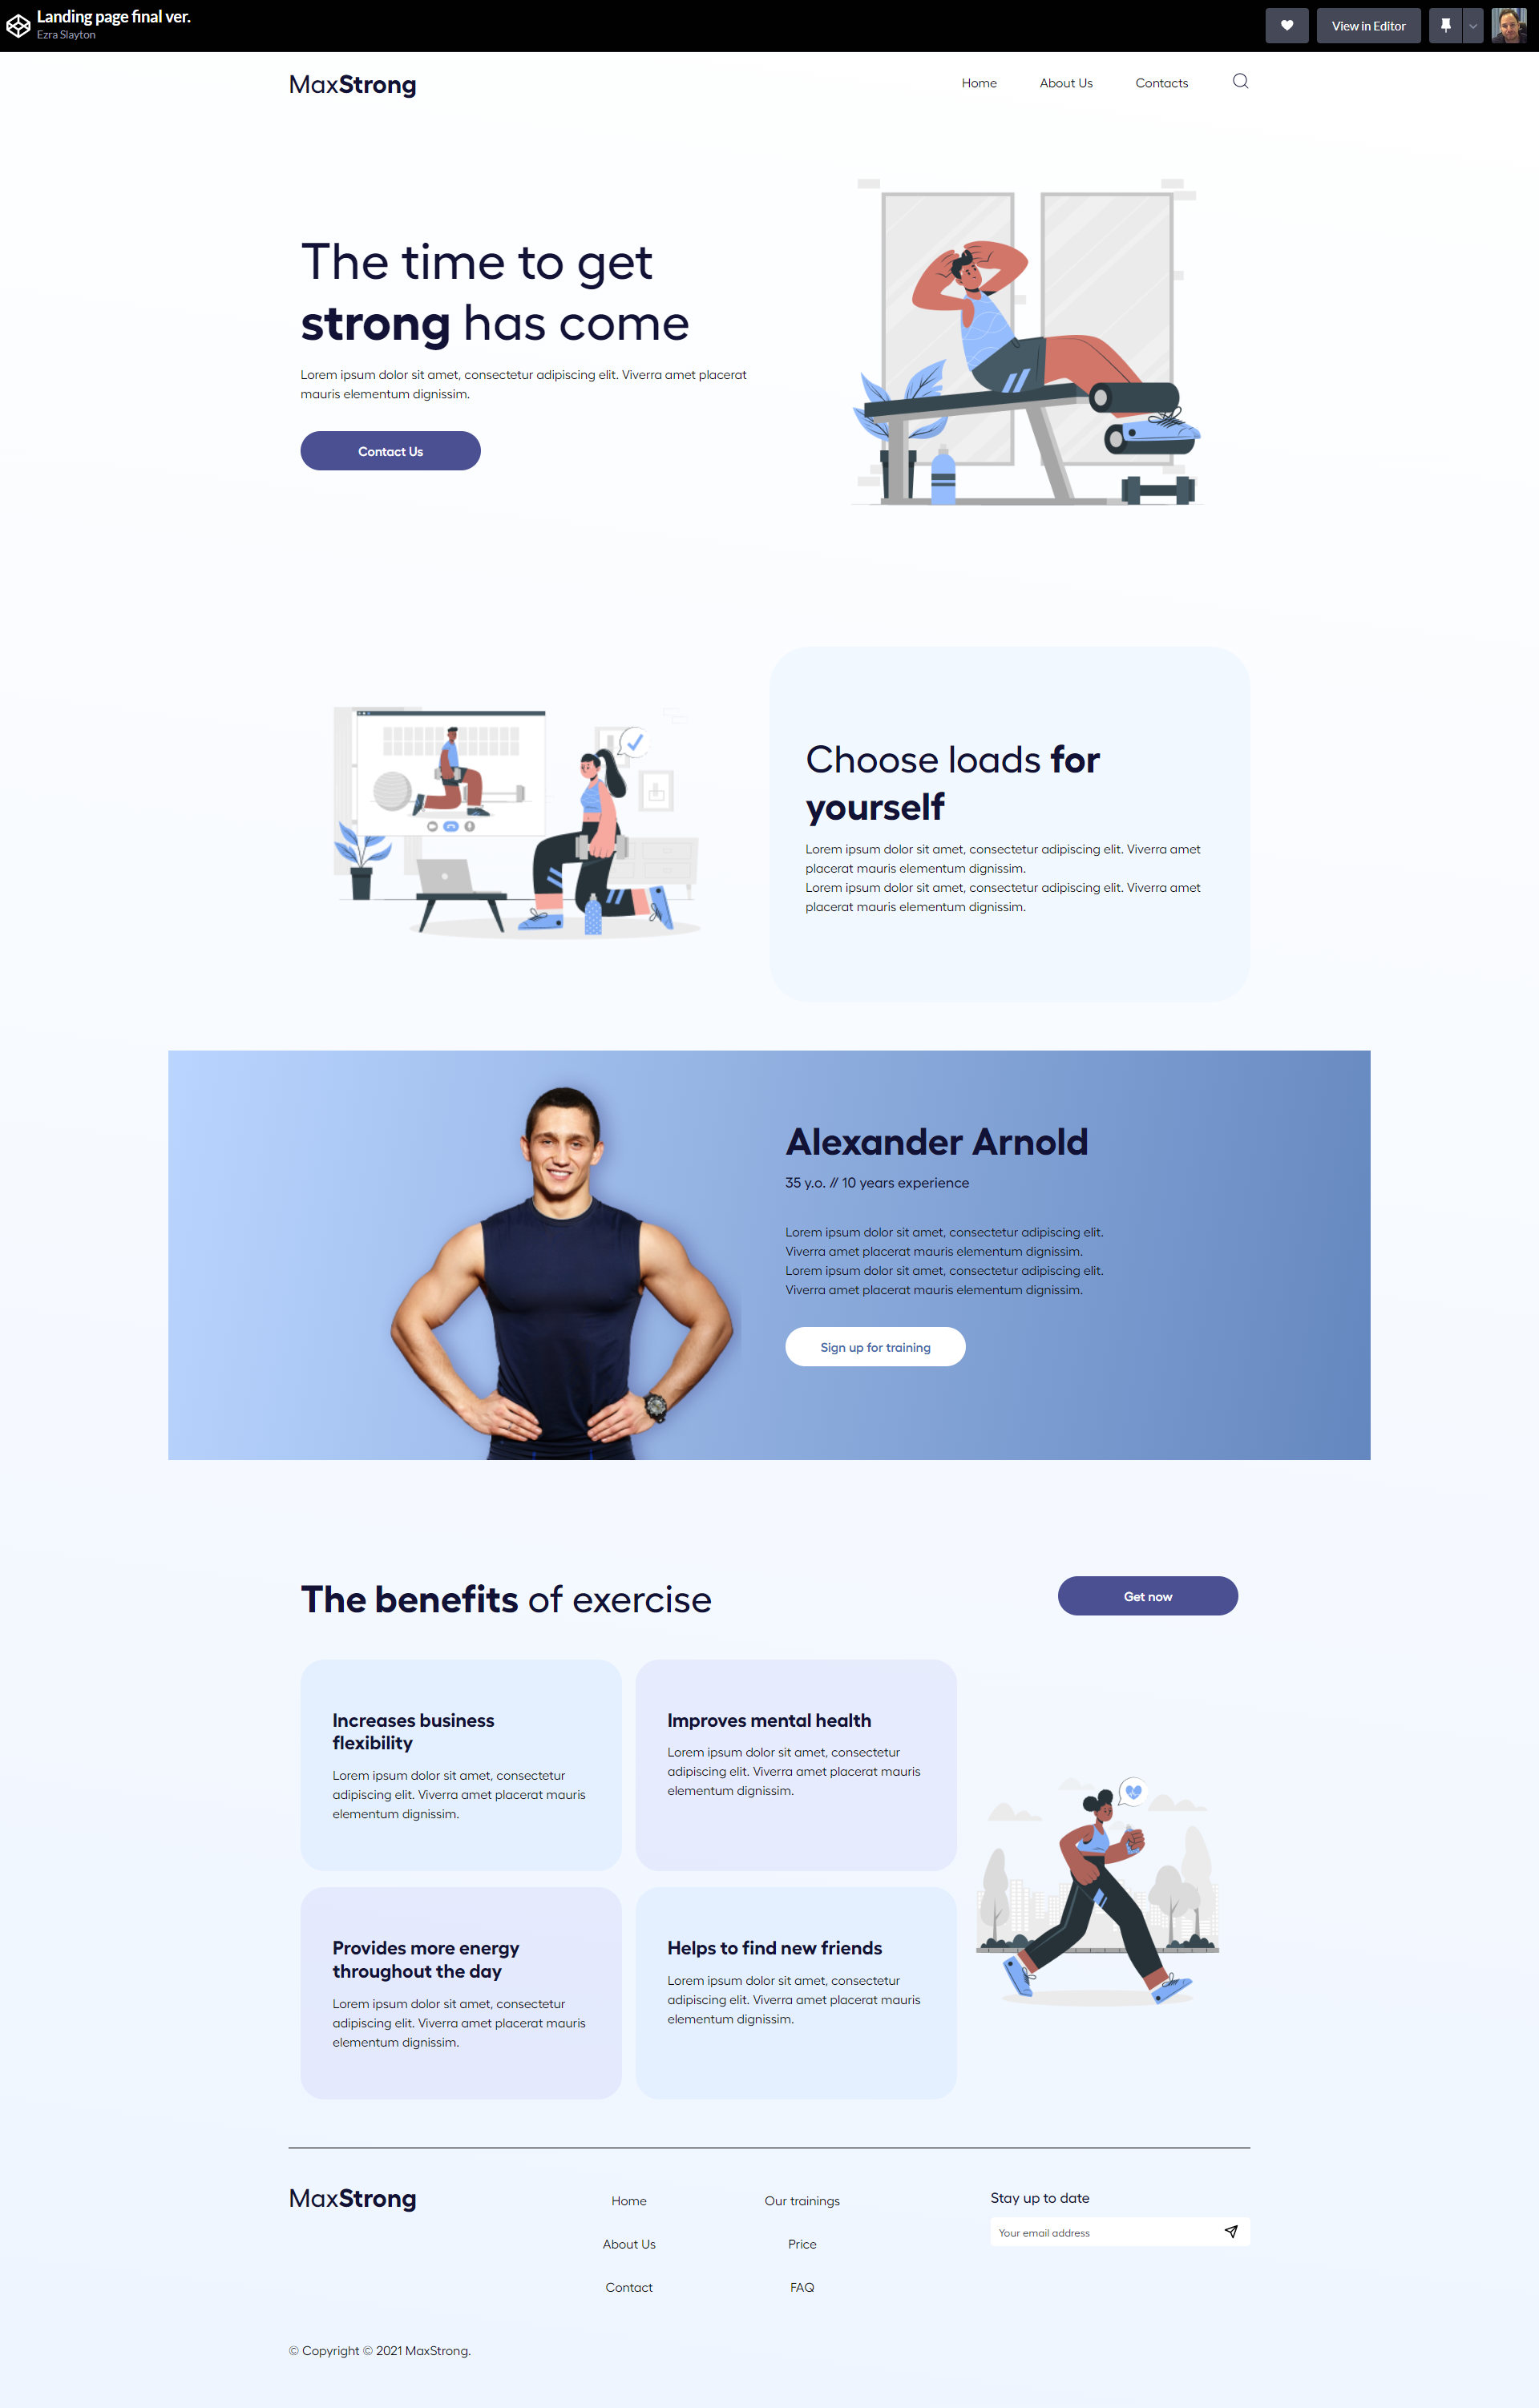 Landing page final ver.
Ezra Slayton
View in Editor
MaxStrong
Home
About Us
Contacts
The time to get
strong has come
Lorem ipsum dolor sit amet, consectetur adipiscing elit. Viverra amet placerat
mauris elementum dignissim.
Contact Us
Choose loads for
yourself
Lorem ipsum dolor sit amet, consectetur adipiscing elit. Viverra amet
placerat mauris elementum dignissim.
Lorem ipsum dolor sit amet, consectetur adipiscing elit. Viverra amet
placerat mauris elementum dignissim.
Alexander Arnold
35 y.o. // 10 years experience
Lorem ipsum dolor sit amet, consectetur adipiscing elit.
Viverra amet placerat mauris elementum dignissim.
Lorem ipsum dolor sit amet, consectetur adipiscing elit.
Viverra amet placerat mauris elementum dignissim.
Sign up for training
The benefits of exercise
Get now
Increases business
flexibility
Lorem ipsum dolor sit amet, consectetur
adipiscing elit. Viverra amet placerat mauris
elementum dignissim.
Improves mental health
Lorem ipsum dolor sit amet, consectetur
adipiscing elit. Viverra amet placerat mauris
elementum dignissim.
Provides more energy
throughout the day
Lorem ipsum dolor sit amet, consectetur
adipiscing elit. Viverra amet placerat mauris
elementum dignissim.
Helps to find new friends
Lorem ipsum dolor sit amet, consectetur
adipiscing elit. Viverra amet placerat mauris
elementum dignissim.
MaxStrong
Home
About Us
Contact
Our trainings
Price
FAQ
Stay up to date
Your email address
© Copyright © 2021 MaxStrong.